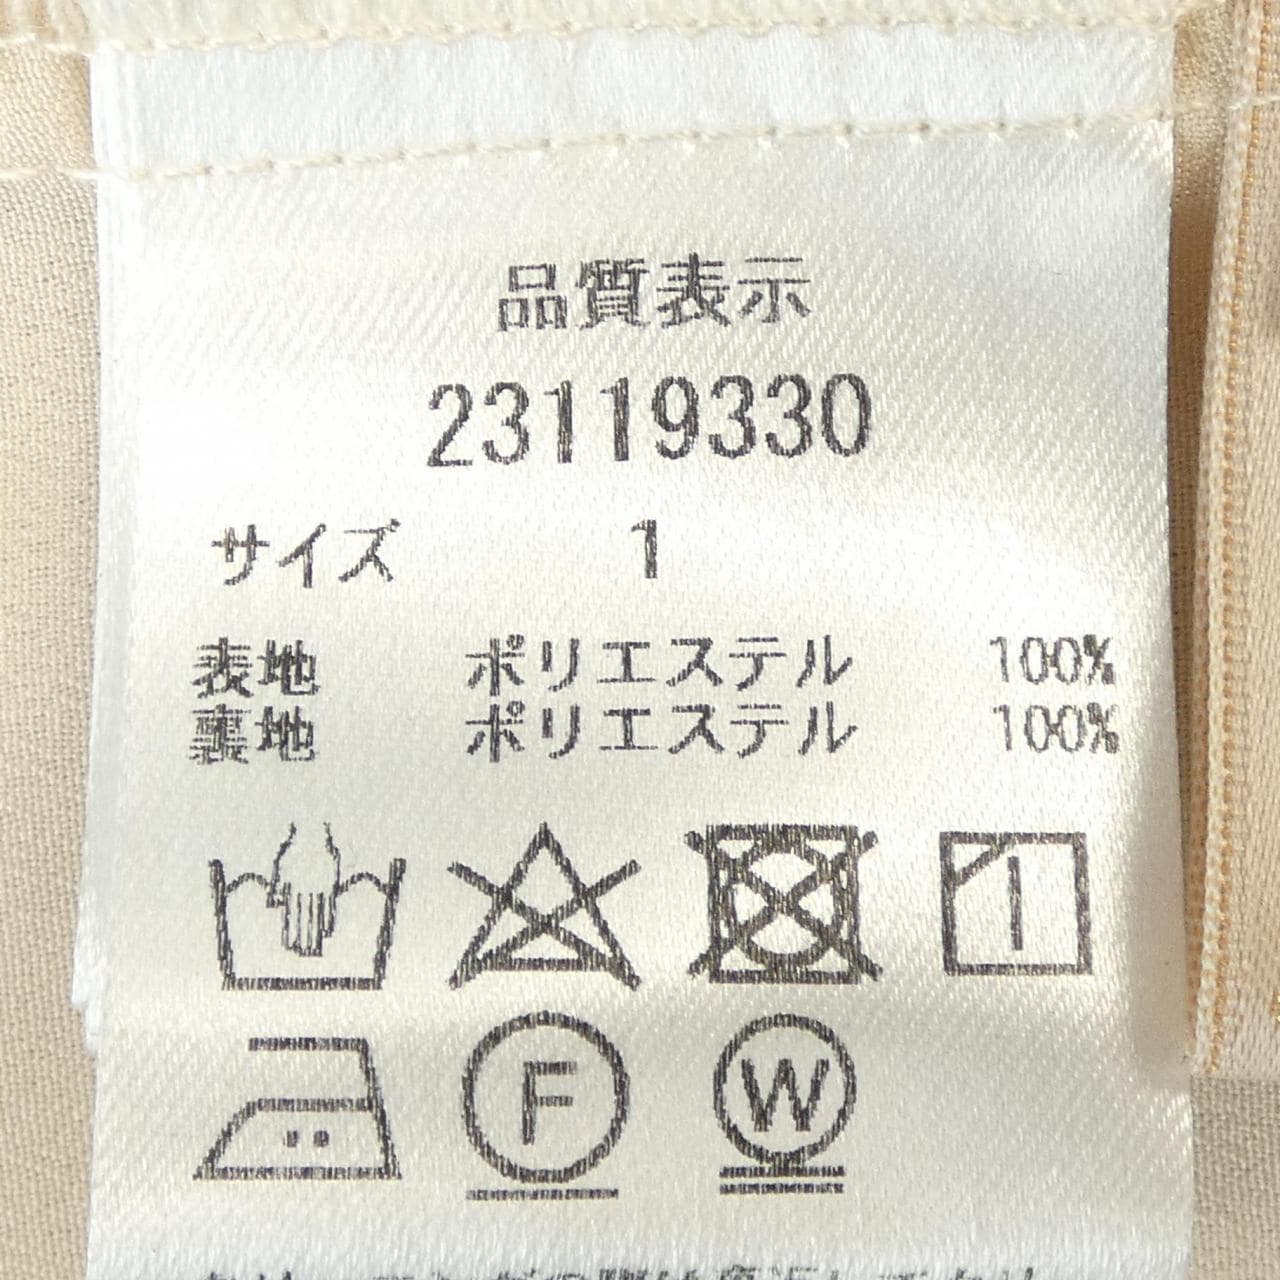 品質表示
23119330
サイズ 1
表地 ポリエステル 100%
裏地 ポリエステル 100%
F W